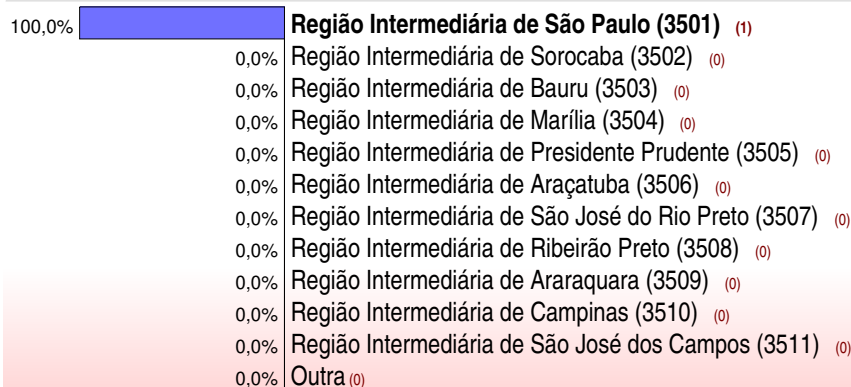 100,0% Região Intermediária de São Paulo (3501) (1)
0,0% Região Intermediária de Sorocaba (3502) (0)
0,0% Região Intermediária de Bauru (3503) (0)
0,0% Região Intermediária de Marília (3504) (0)
0,0% Região Intermediária de Presidente Prudente (3505) (0)
0,0% Região Intermediária de Araçatuba (3506) (0)
0,0% Região Intermediária de São José do Rio Preto (3507) (0)
0,0% Região Intermediária de Ribeirão Preto (3508) (0)
0,0% Região Intermediária de Araraquara (3509) (0)
0,0% Região Intermediária de Campinas (3510) (0)
0,0% Região Intermediária de São José dos Campos (3511) (0)
0,0% Outra (0)